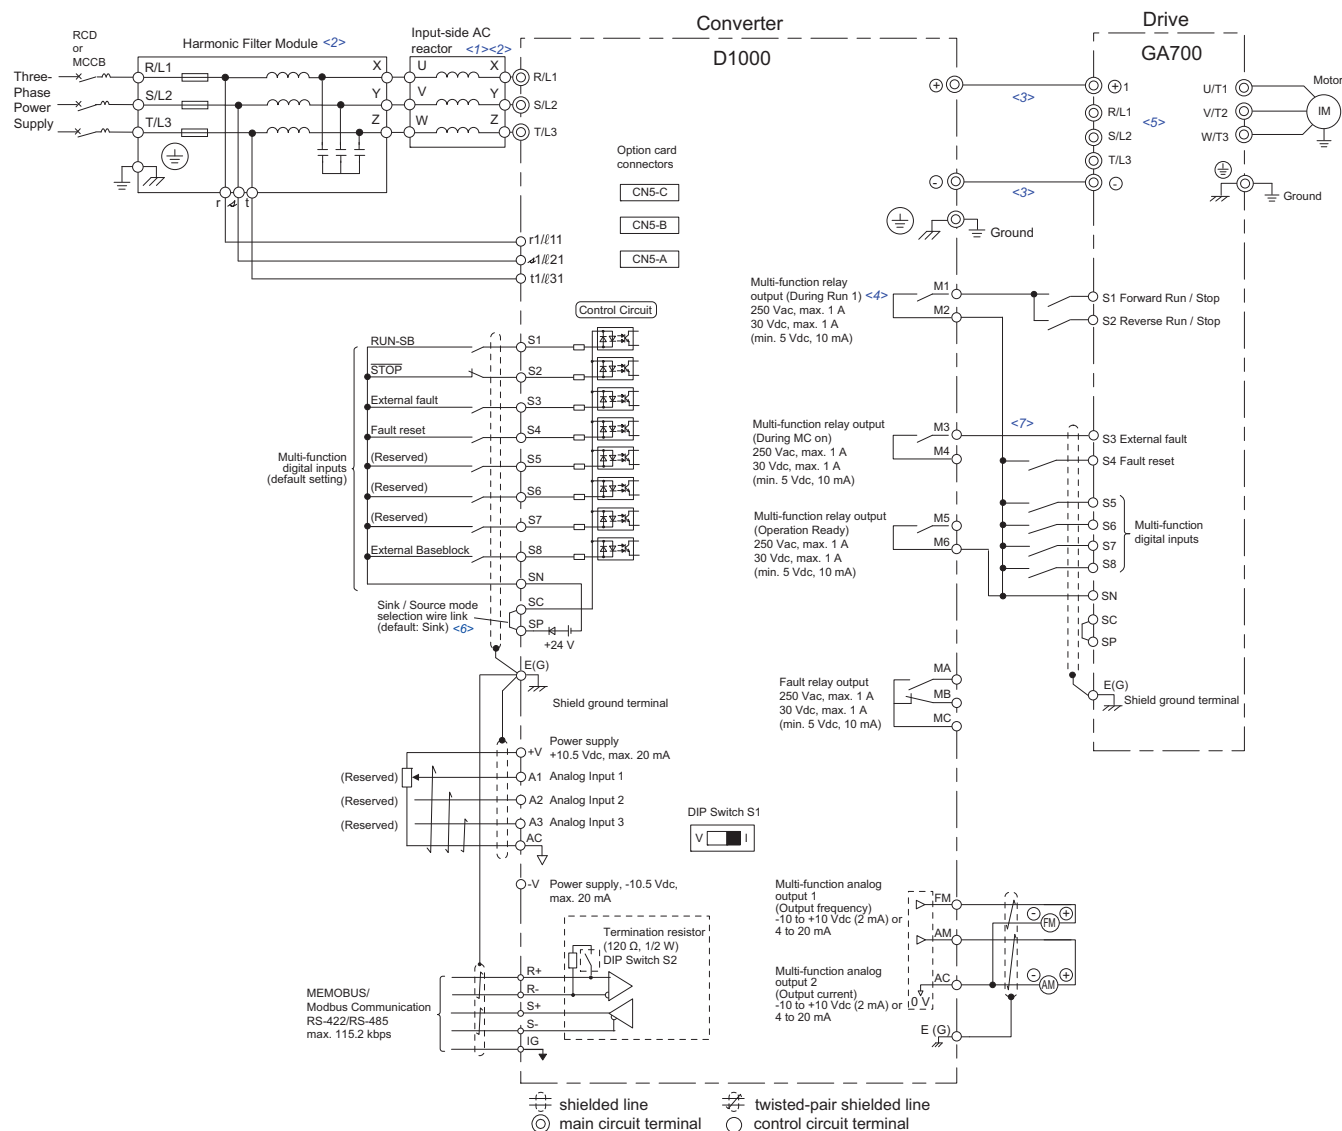 Converter
D1000
Drive
GA700
RCD
or
MCCB
Harmonic Filter Module <2>
Input-side AC
reactor <1><2>
Three-
Phase
Power
Supply
R/L1
S/L2
T/L3
X
Y
Z
U
V
W
X
Y
Z
R/L1
S/L2
T/L3
r
𝓈
t
r1/ℓ11
𝓈1/ℓ21
t1/ℓ31
Option card
connectors
CN5-C
CN5-B
CN5-A
+
-
<3>
<3>
+ 1
R/L1
S/L2
T/L3
-
<5>
U/T1
V/T2
W/T3
Motor
IM
Ground
Ground
Control Circuit
Multi-function
digital inputs
(default setting)
RUN-SB
S1
STOP
S2
External fault
S3
Fault reset
S4
(Reserved)
S5
(Reserved)
S6
(Reserved)
S7
External Baseblock
S8
SN
SC
SP
+24 V
Sink / Source mode
selection wire link
(default: Sink) <6>
E(G)
Shield ground terminal
Multi-function relay
output (During Run 1) <4>
250 Vac, max. 1 A
30 Vdc, max. 1 A
(min. 5 Vdc, 10 mA)
M1
M2
S1 Forward Run / Stop
S2 Reverse Run / Stop
Multi-function relay output
(During MC on)
250 Vac, max. 1 A
30 Vdc, max. 1 A
(min. 5 Vdc, 10 mA)
M3
M4
<7>
S3 External fault
S4 Fault reset
Multi-function relay output
(Operation Ready)
250 Vac, max. 1 A
30 Vdc, max. 1 A
(min. 5 Vdc, 10 mA)
M5
M6
S5
S6
S7
S8
Multi-function
digital inputs
SN
SC
SP
E(G)
Shield ground terminal
Fault relay output
250 Vac, max. 1 A
30 Vdc, max. 1 A
(min. 5 Vdc, 10 mA)
MA
MB
MC
(Reserved)
(Reserved)
(Reserved)
+V
Power supply
+10.5 Vdc, max. 20 mA
A1 Analog Input 1
A2 Analog Input 2
A3 Analog Input 3
AC
-V Power supply, -10.5 Vdc,
max. 20 mA
DIP Switch S1
V
I
Termination resistor
(120 Ω, 1/2 W)
DIP Switch S2
MEMOBUS/
Modbus Communication
RS-422/RS-485
max. 115.2 kbps
R+
R-
S+
S-
IG
Multi-function analog
output 1
(Output frequency)
-10 to +10 Vdc (2 mA) or
4 to 20 mA
Multi-function analog
output 2
(Output current)
-10 to +10 Vdc (2 mA) or
4 to 20 mA
FM
AM
AC
0 V
E (G)
- FM +
- AM +
shielded line
twisted-pair shielded line
main circuit terminal
control circuit terminal